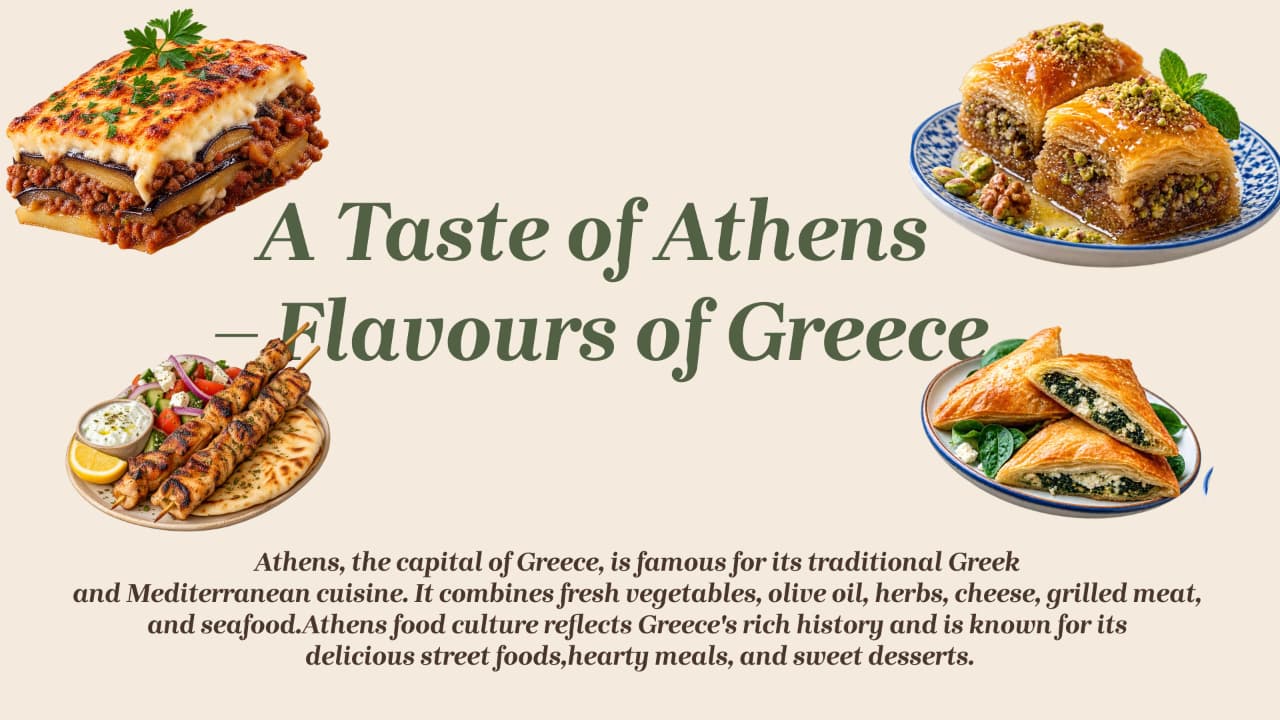 A Taste of Athens
– Flavours of Greece
Athens, the capital of Greece, is famous for its traditional Greek
and Mediterranean cuisine. It combines fresh vegetables, olive oil, herbs, cheese, grilled meat,
and seafood.Athens food culture reflects Greece's rich history and is known for its
delicious street foods,hearty meals, and sweet desserts.